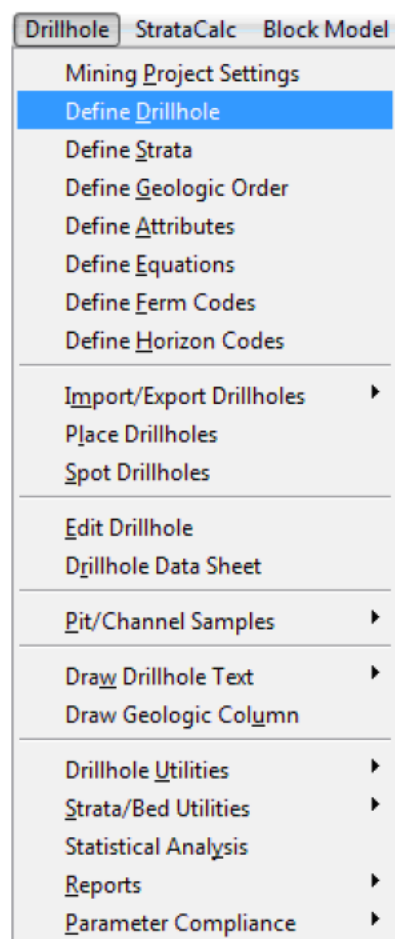 Drillhole StrataCalc Block Model
Mining Project Settings
Define Drillhole
Define Strata
Define Geologic Order
Define Attributes
Define Equations
Define Ferm Codes
Define Horizon Codes
Import/Export Drillholes
Place Drillholes
Spot Drillholes
Edit Drillhole
Drillhole Data Sheet
Pit/Channel Samples
Draw Drillhole Text
Draw Geologic Column
Drillhole Utilities
Strata/Bed Utilities
Statistical Analysis
Reports
Parameter Compliance